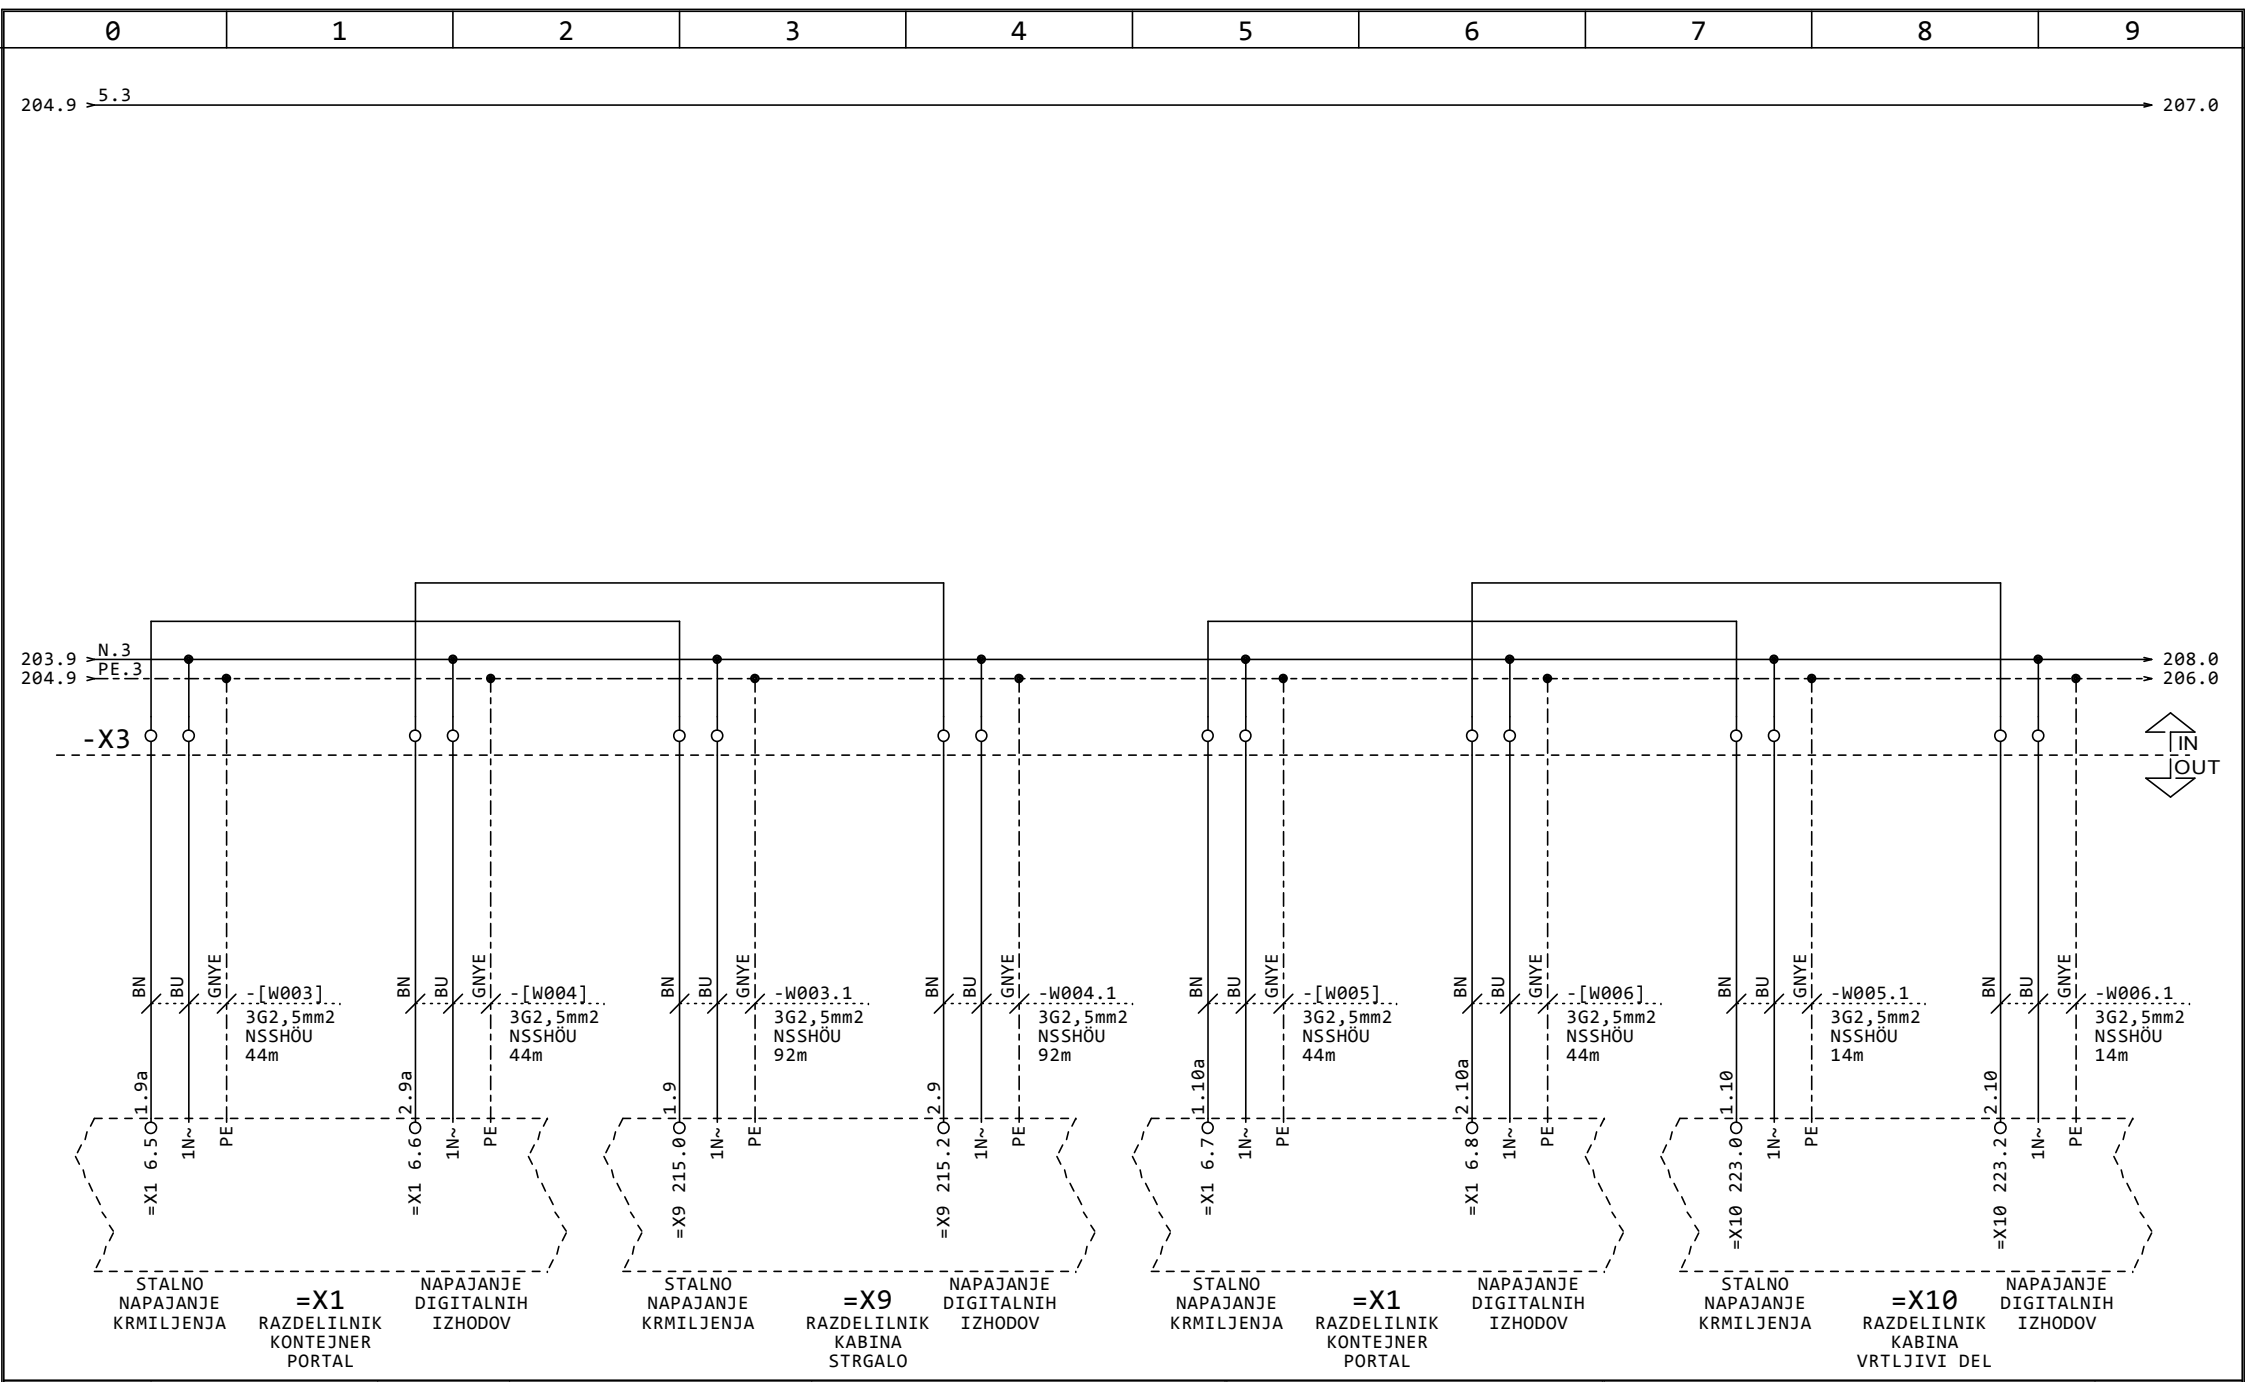 0 1 2 3 4 5 6 7 8 9
204.9 5.3 207.0
203.9 N.3 208.0
204.9 PE.3 206.0
-X3
IN
OUT
BN BU GNYE -[W003]
3G2,5mm2
NSSHÖU
44m
BN BU GNYE -[W004]
3G2,5mm2
NSSHÖU
44m
BN BU GNYE -W003.1
3G2,5mm2
NSSHÖU
92m
BN BU GNYE -W004.1
3G2,5mm2
NSSHÖU
92m
BN BU GNYE -[W005]
3G2,5mm2
NSSHÖU
44m
BN BU GNYE -[W006]
3G2,5mm2
NSSHÖU
44m
BN BU GNYE -W005.1
3G2,5mm2
NSSHÖU
14m
BN BU GNYE -W006.1
3G2,5mm2
NSSHÖU
14m
1.9a
=X1 6.5
1N~
PE
2.9a
=X1 6.6
1N~
PE
1.9
=X9 215.0
1N~
PE
2.9
=X9 215.2
1N~
PE
1.10a
=X1 6.7
1N~
PE
2.10a
=X1 6.8
1N~
PE
1.10
=X10 223.0
1N~
PE
2.10
=X10 223.2
1N~
PE
STALNO
NAPAJANJE
KRMILJENJA
=X1
RAZDELILNIK
KONTEJNER
PORTAL
NAPAJANJE
DIGITALNIH
IZHODOV
STALNO
NAPAJANJE
KRMILJENJA
=X9
RAZDELILNIK
KABINA
STRGALO
NAPAJANJE
DIGITALNIH
IZHODOV
STALNO
NAPAJANJE
KRMILJENJA
=X1
RAZDELILNIK
KONTEJNER
PORTAL
NAPAJANJE
DIGITALNIH
IZHODOV
STALNO
NAPAJANJE
KRMILJENJA
=X10
RAZDELILNIK
KABINA
VRTLJIVI DEL
NAPAJANJE
DIGITALNIH
IZHODOV